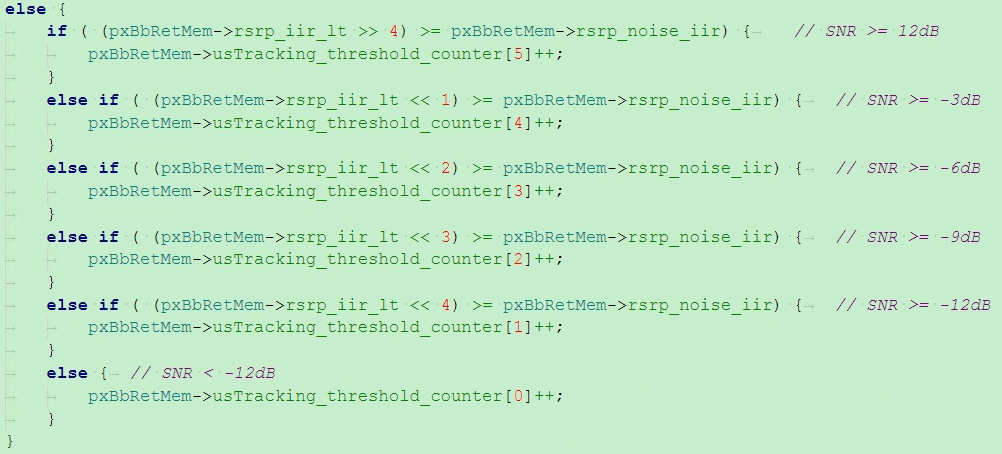 else {
if ( (pxBbRetMem->rsrp_iir_lt >> 4) >= pxBbRetMem->rsrp_noise_iir) { // SNR >= 12dB
pxBbRetMem->usTracking_threshold_counter[5]++;
}
else if ( (pxBbRetMem->rsrp_iir_lt << 1) >= pxBbRetMem->rsrp_noise_iir) { // SNR >= -3dB
pxBbRetMem->usTracking_threshold_counter[4]++;
}
else if ( (pxBbRetMem->rsrp_iir_lt << 2) >= pxBbRetMem->rsrp_noise_iir) { // SNR >= -6dB
pxBbRetMem->usTracking_threshold_counter[3]++;
}
else if ( (pxBbRetMem->rsrp_iir_lt << 3) >= pxBbRetMem->rsrp_noise_iir) { // SNR >= -9dB
pxBbRetMem->usTracking_threshold_counter[2]++;
}
else if ( (pxBbRetMem->rsrp_iir_lt << 4) >= pxBbRetMem->rsrp_noise_iir) { // SNR >= -12dB
pxBbRetMem->usTracking_threshold_counter[1]++;
}
else { // SNR < -12dB
pxBbRetMem->usTracking_threshold_counter[0]++;
}
}